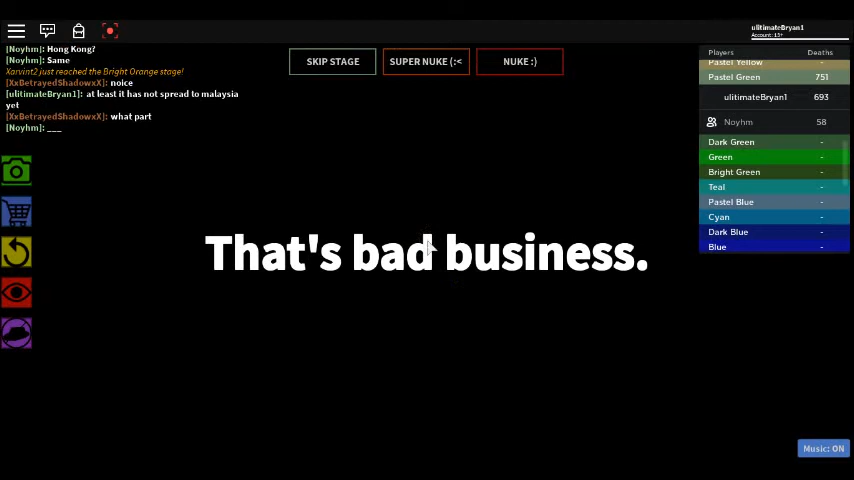 ulitimateBryan1
Account: 13+
[Noyhm]: Hong Kong?
[Noyhm]: Same
Xarvint2 just reached the Bright Orange stage!
[XxBetrayedShadowxX]: noice
[ulitimateBryan1]: at least it has not spread to malaysia
yet
[XxBetrayedShadowxX]: what part
[Noyhm]: ___
SKIP STAGE
SUPER NUKE (:<
NUKE :)
Players Deaths
Pastel Yellow -
Pastel Green 751
ulitimateBryan1 693
Noyhm 58
Dark Green -
Green -
Bright Green -
Teal -
Pastel Blue -
Cyan -
Dark Blue -
Blue -
That's bad business.
Music: ON